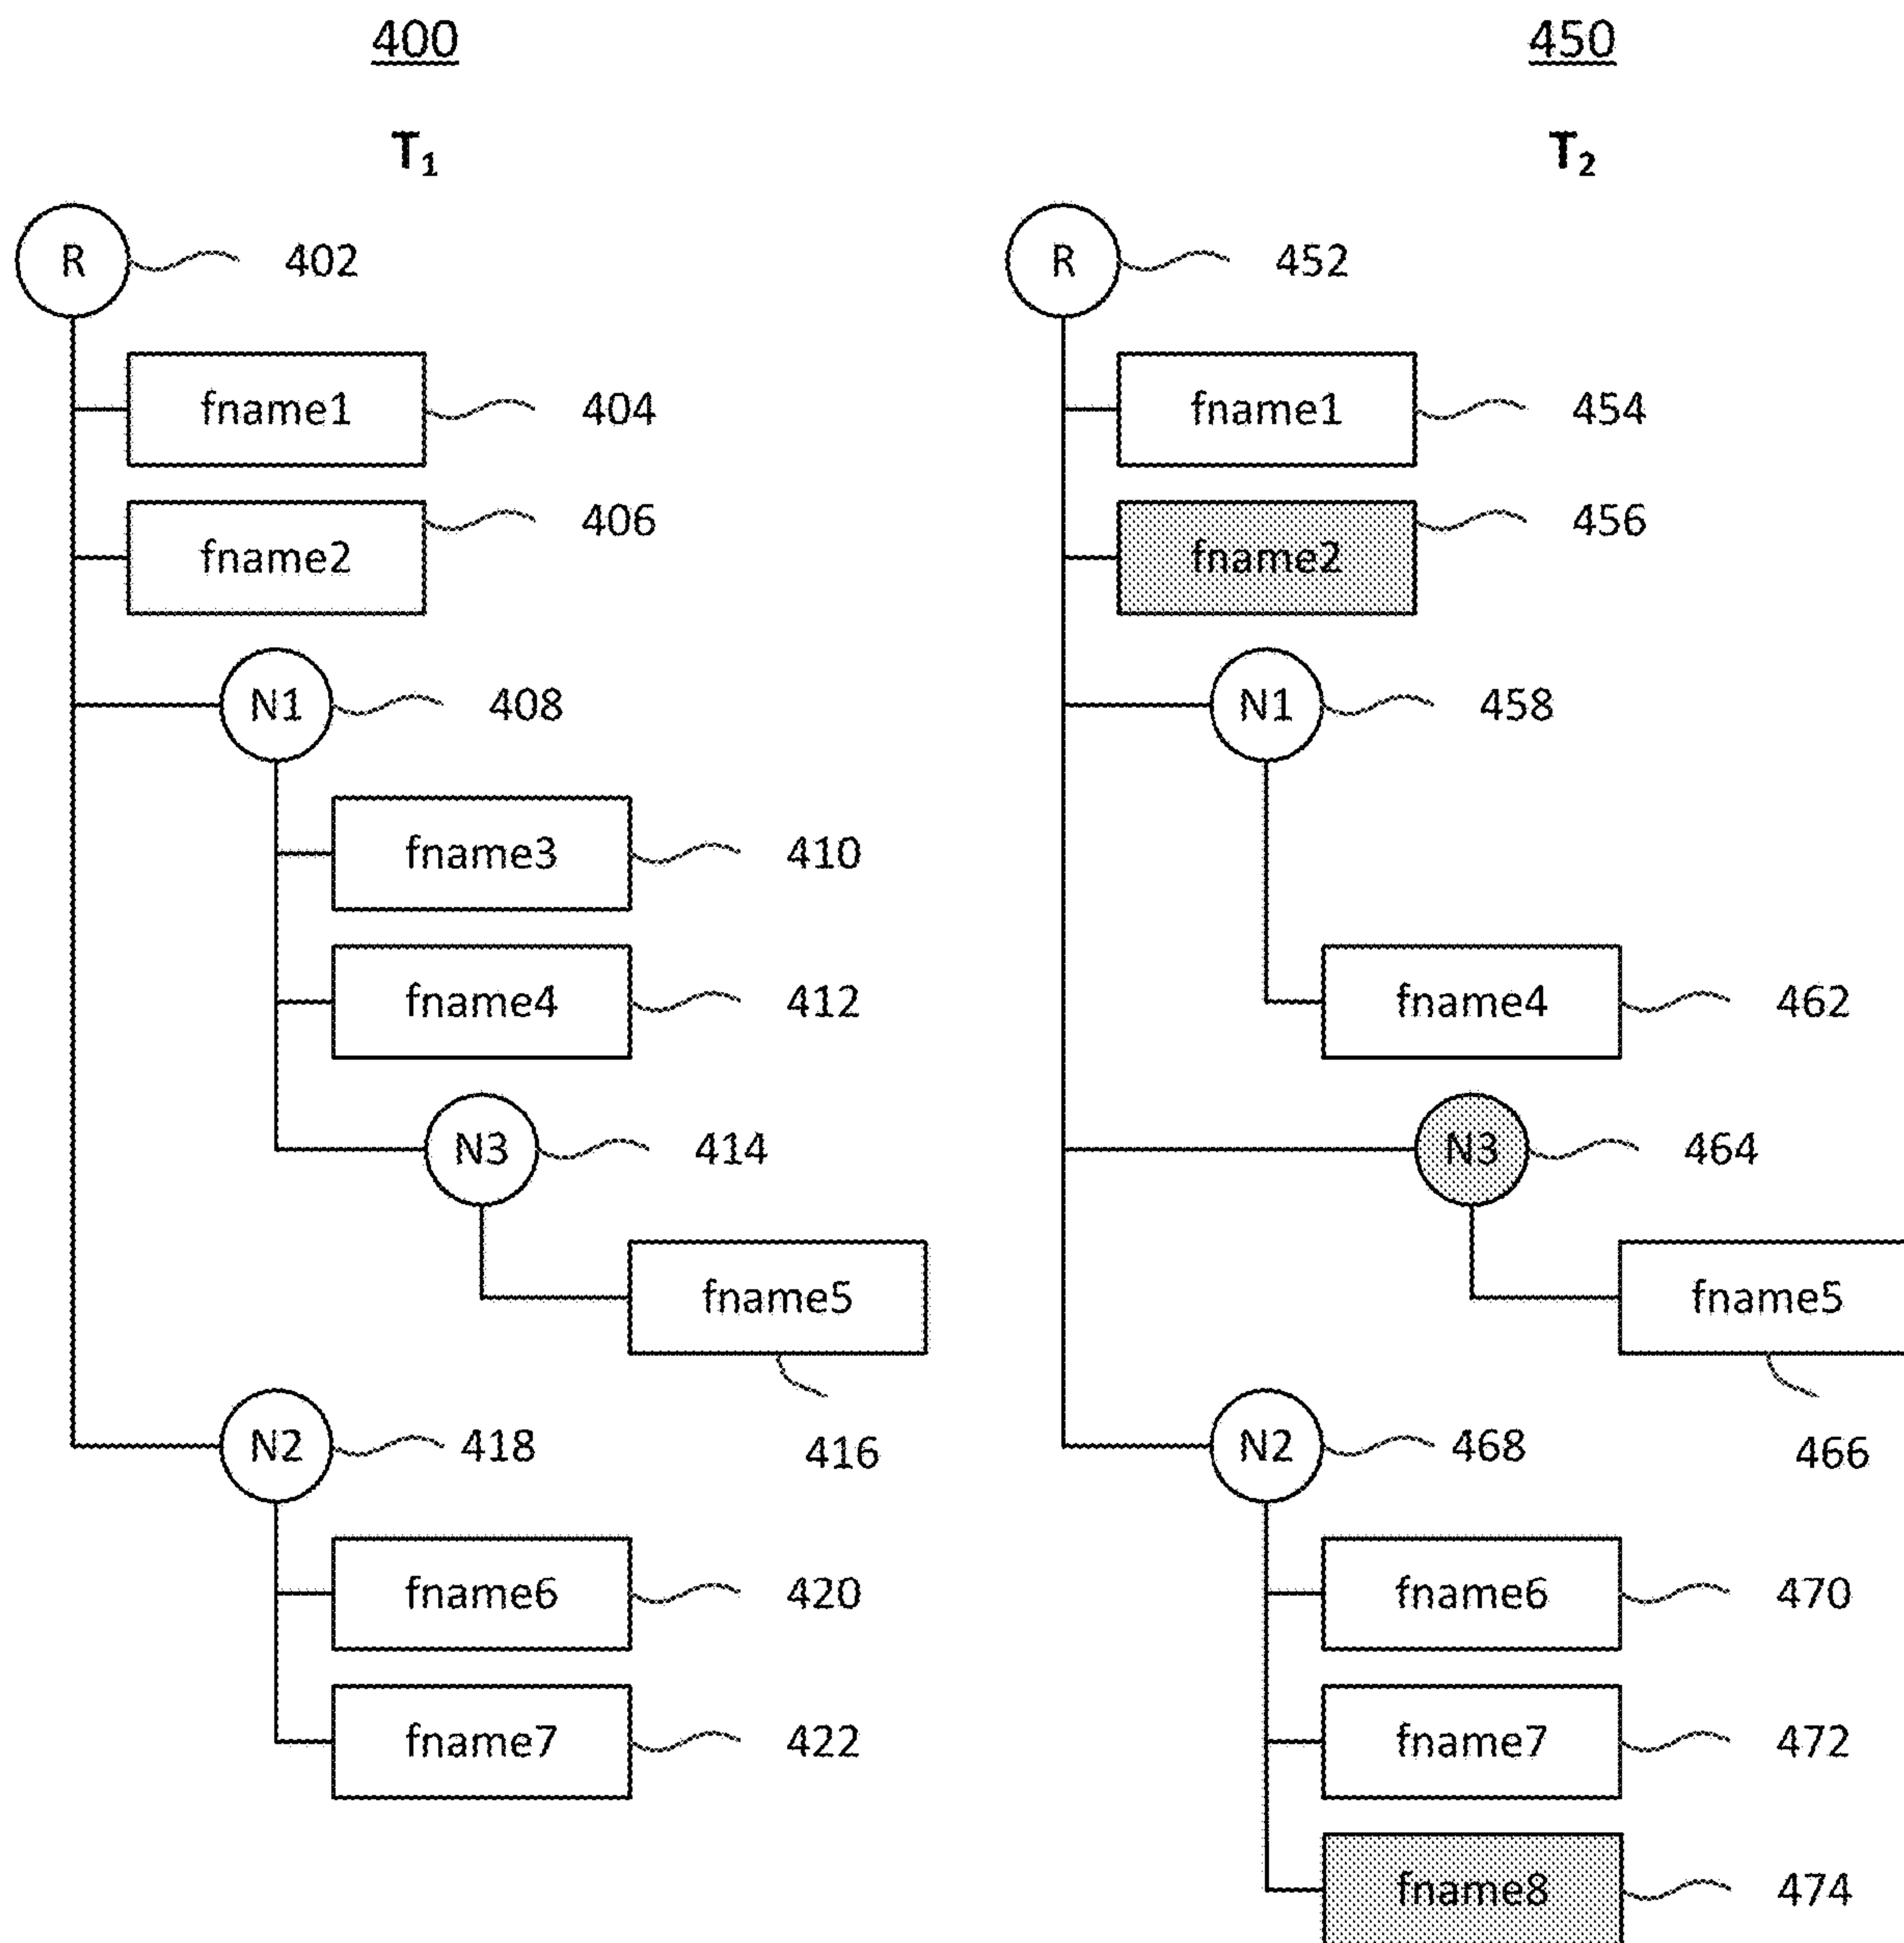 400
T₁
R 402
fname1 404
fname2 406
N1 408
fname3 410
fname4 412
N3 414
fname5
416
N2 418
fname6 420
fname7 422
450
T₂
R 452
fname1 454
fname2 456
N1 458
fname4 462
N3 464
fname5
466
N2 468
fname6 470
fname7 472
fname8 474